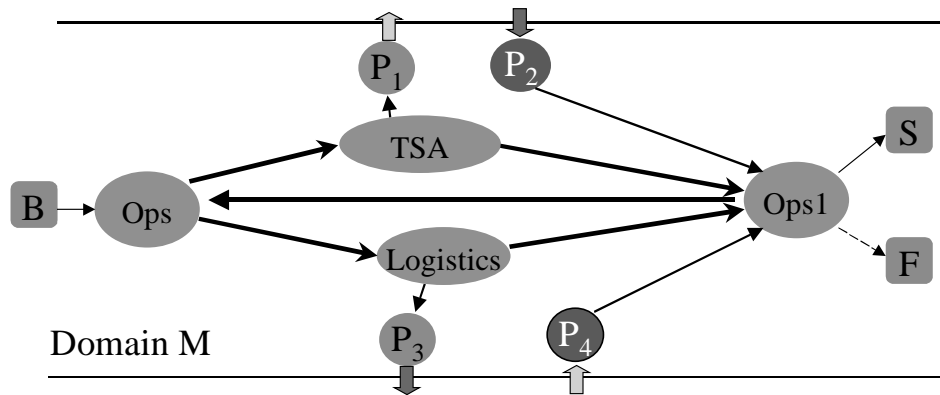 P₁
P₂
TSA
S
B
Ops
Ops1
Logistics
F
Domain M
P₃
P₄